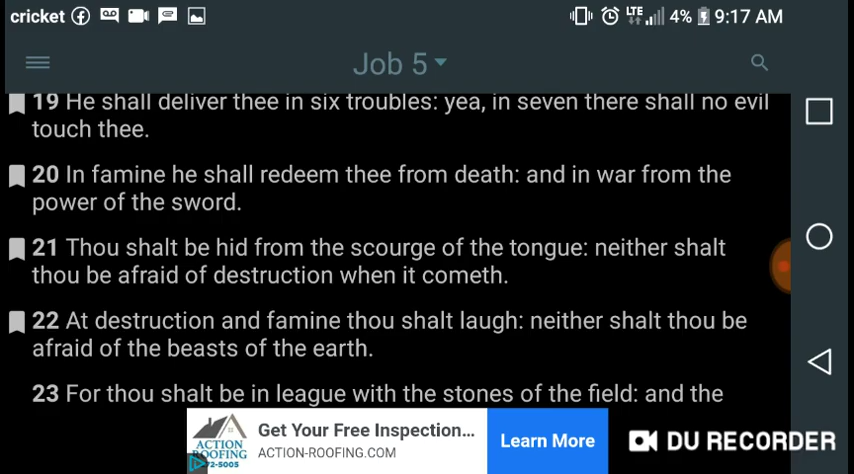 cricket LTE 4% 9:17 AM
Job 5
19 He shall deliver thee in six troubles: yea, in seven there shall no evil
touch thee.
20 In famine he shall redeem thee from death: and in war from the
power of the sword.
21 Thou shalt be hid from the scourge of the tongue: neither shalt
thou be afraid of destruction when it cometh.
22 At destruction and famine thou shalt laugh: neither shalt thou be
afraid of the beasts of the earth.
23 For thou shalt be in league with the stones of the field: and the
ACTION
ROOFING
72-5005
Get Your Free Inspection...
ACTION-ROOFING.COM
Learn More
DU RECORDER